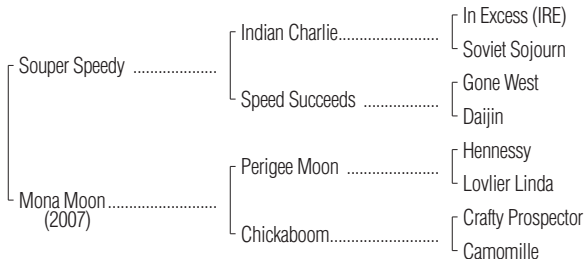 In Excess (IRE)
Indian Charlie
Soviet Sojourn
Souper Speedy
Gone West
Speed Succeeds
Daijin
Hennessy
Perigee Moon
Lovlier Linda
Mona Moon
(2007)
Crafty Prospector
Chickaboom
Camomille